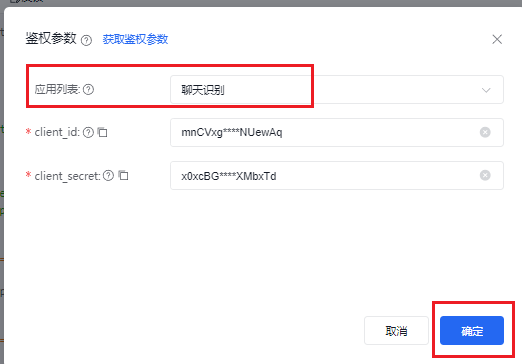 鉴权参数 获取鉴权参数
应用列表: 聊天识别
* client_id: mnCVxg****NUewAq
* client_secret: x0xcBG****XMbxTd
取消 确定